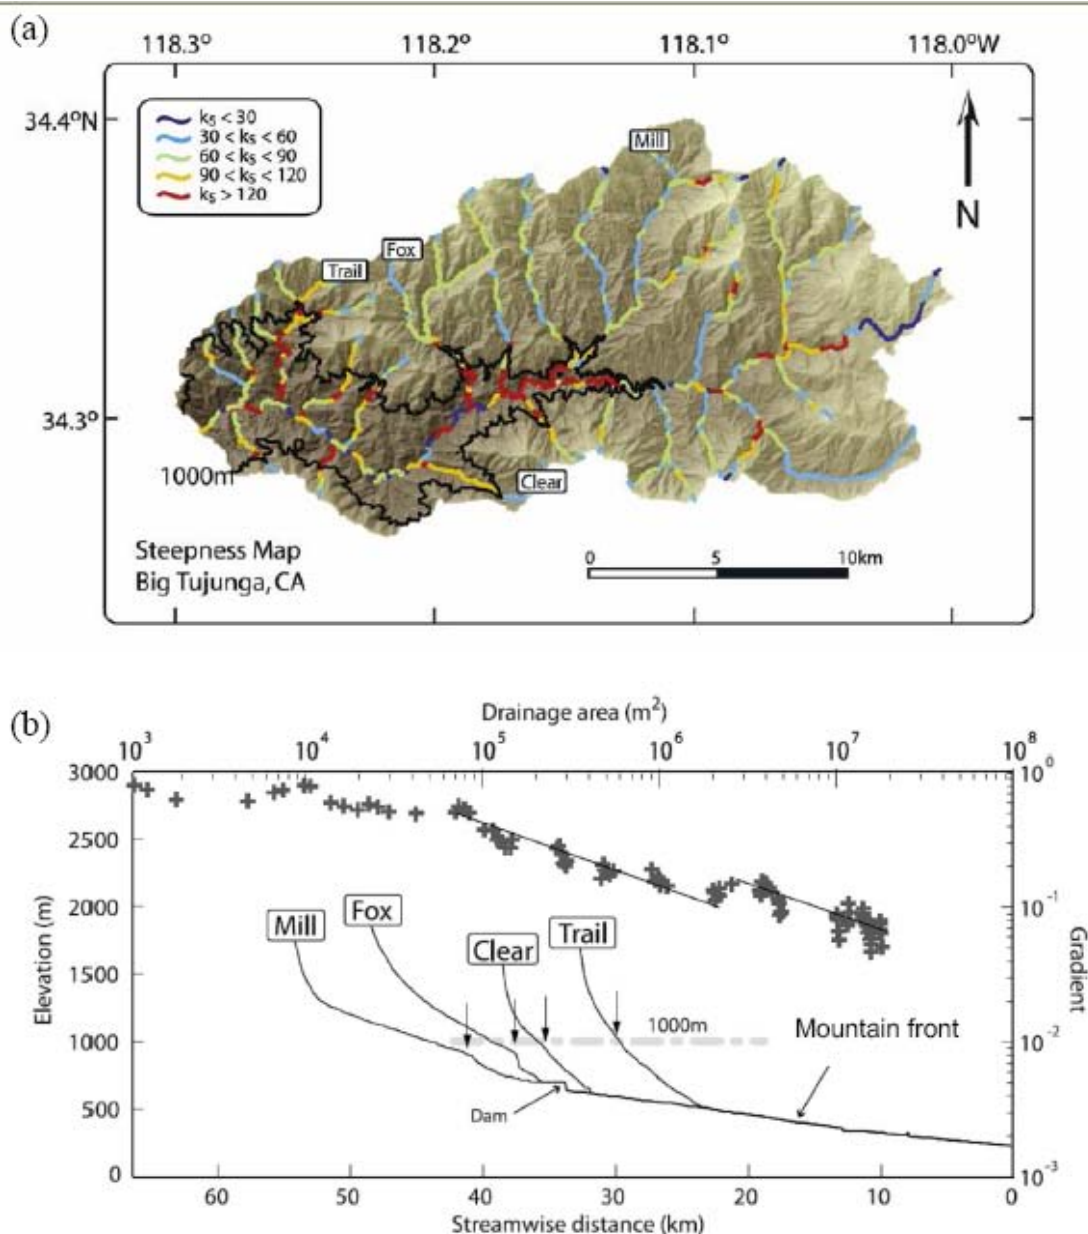 (a)
118.3° 118.2° 118.1° 118.0°W
34.4°N
34.3°
ks < 30
30 < ks < 60
60 < ks < 90
90 < ks < 120
ks > 120
Mill
N
Fox
Trail
1000m
Clear
Steepness Map
Big Tujunga, CA
0 5 10km
(b)
Drainage area (m²)
10³ 10⁴ 10⁵ 10⁶ 10⁷ 10⁸
3000
2500
2000
1500
1000
500
0
Elevation (m)
10⁰
10⁻¹
10⁻²
10⁻³
Gradient
Mill
Fox
Clear
Trail
1000m
Mountain front
Dam
60 50 40 30 20 10 0
Streamwise distance (km)